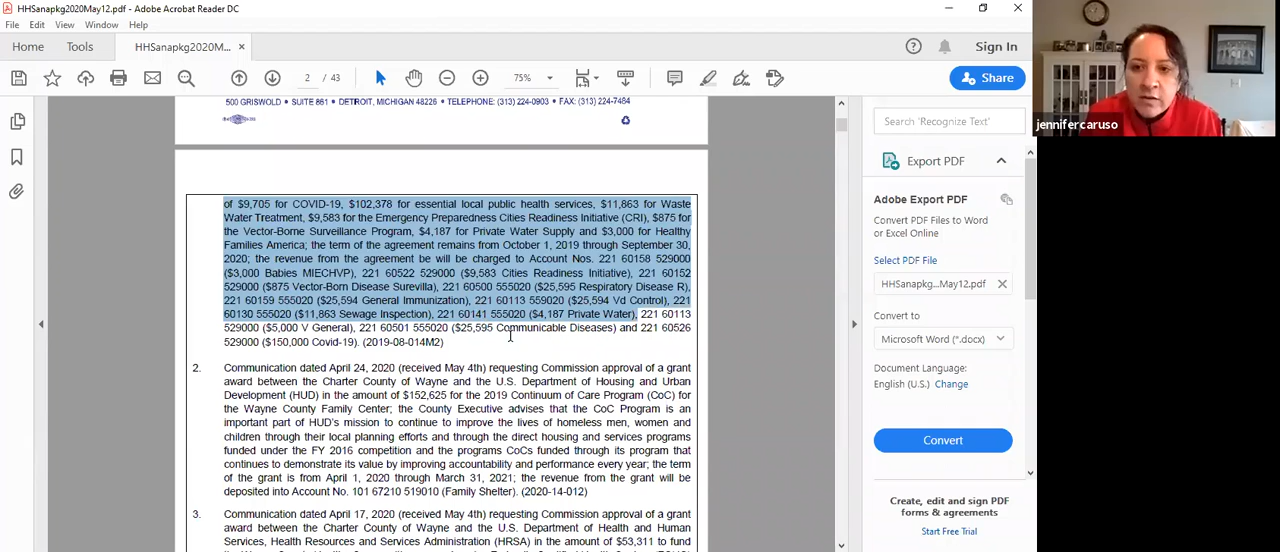 HHSanapkg2020May12.pdf - Adobe Acrobat Reader DC
File Edit View Window Help
Home Tools HHSanapkg2020M... × Sign In
2 / 43 75% Share
500 GRISWOLD • SUITE 861 • DETROIT, MICHIGAN 48226 • TELEPHONE: (313) 224-0903 • FAX: (313) 224-7484
of $9,705 for COVID-19, $102,378 for essential local public health services, $11,863 for Waste
Water Treatment, $9,583 for the Emergency Preparedness Cities Readiness Initiative (CRI), $875 for
the Vector-Borne Surveillance Program, $4,187 for Private Water Supply and $3,000 for Healthy
Families America; the term of the agreement remains from October 1, 2019 through September 30,
2020; the revenue from the agreement be will be charged to Account Nos. 221 60158 529000
($3,000 Babies MIECHVP), 221 60522 529000 ($9,583 Cities Readiness Initiative), 221 60152
529000 ($875 Vector-Born Disease Surevilla), 221 60500 555020 ($25,595 Respiratory Disease R),
221 60159 555020 ($25,594 General Immunization), 221 60113 559020 ($25,594 Vd Control), 221
60130 555020 ($11,863 Sewage Inspection), 221 60141 555020 ($4,187 Private Water), 221 60113
529000 ($5,000 V General), 221 60501 555020 ($25,595 Communicable Diseases) and 221 60526
529000 ($150,000 Covid-19). (2019-08-014M2)
2. Communication dated April 24, 2020 (received May 4th) requesting Commission approval of a grant
award between the Charter County of Wayne and the U.S. Department of Housing and Urban
Development (HUD) in the amount of $152,625 for the 2019 Continuum of Care Program (CoC) for
the Wayne County Family Center; the County Executive advises that the CoC Program is an
important part of HUD's mission to continue to improve the lives of homeless men, women and
children through their local planning efforts and through the direct housing and services programs
funded under the FY 2016 competition and the programs CoCs funded through its program that
continues to demonstrate its value by improving accountability and performance every year; the term
of the grant is from April 1, 2020 through March 31, 2021; the revenue from the grant will be
deposited into Account No. 101 67210 519010 (Family Shelter). (2020-14-012)
3. Communication dated April 17, 2020 (received May 4th) requesting Commission approval of a grant
award between the Charter County of Wayne and the U.S. Department of Health and Human
Services, Health Resources and Services Administration (HRSA) in the amount of $53,311 to fund
Search 'Recognize Text'
Export PDF
Adobe Export PDF
Convert PDF Files to Word
or Excel Online
Select PDF File
HHSanapkg...May12.pdf ×
Convert to
Microsoft Word (*.docx)
Document Language:
English (U.S.) Change
Convert
Create, edit and sign PDF
forms & agreements
Start Free Trial
jennifercaruso